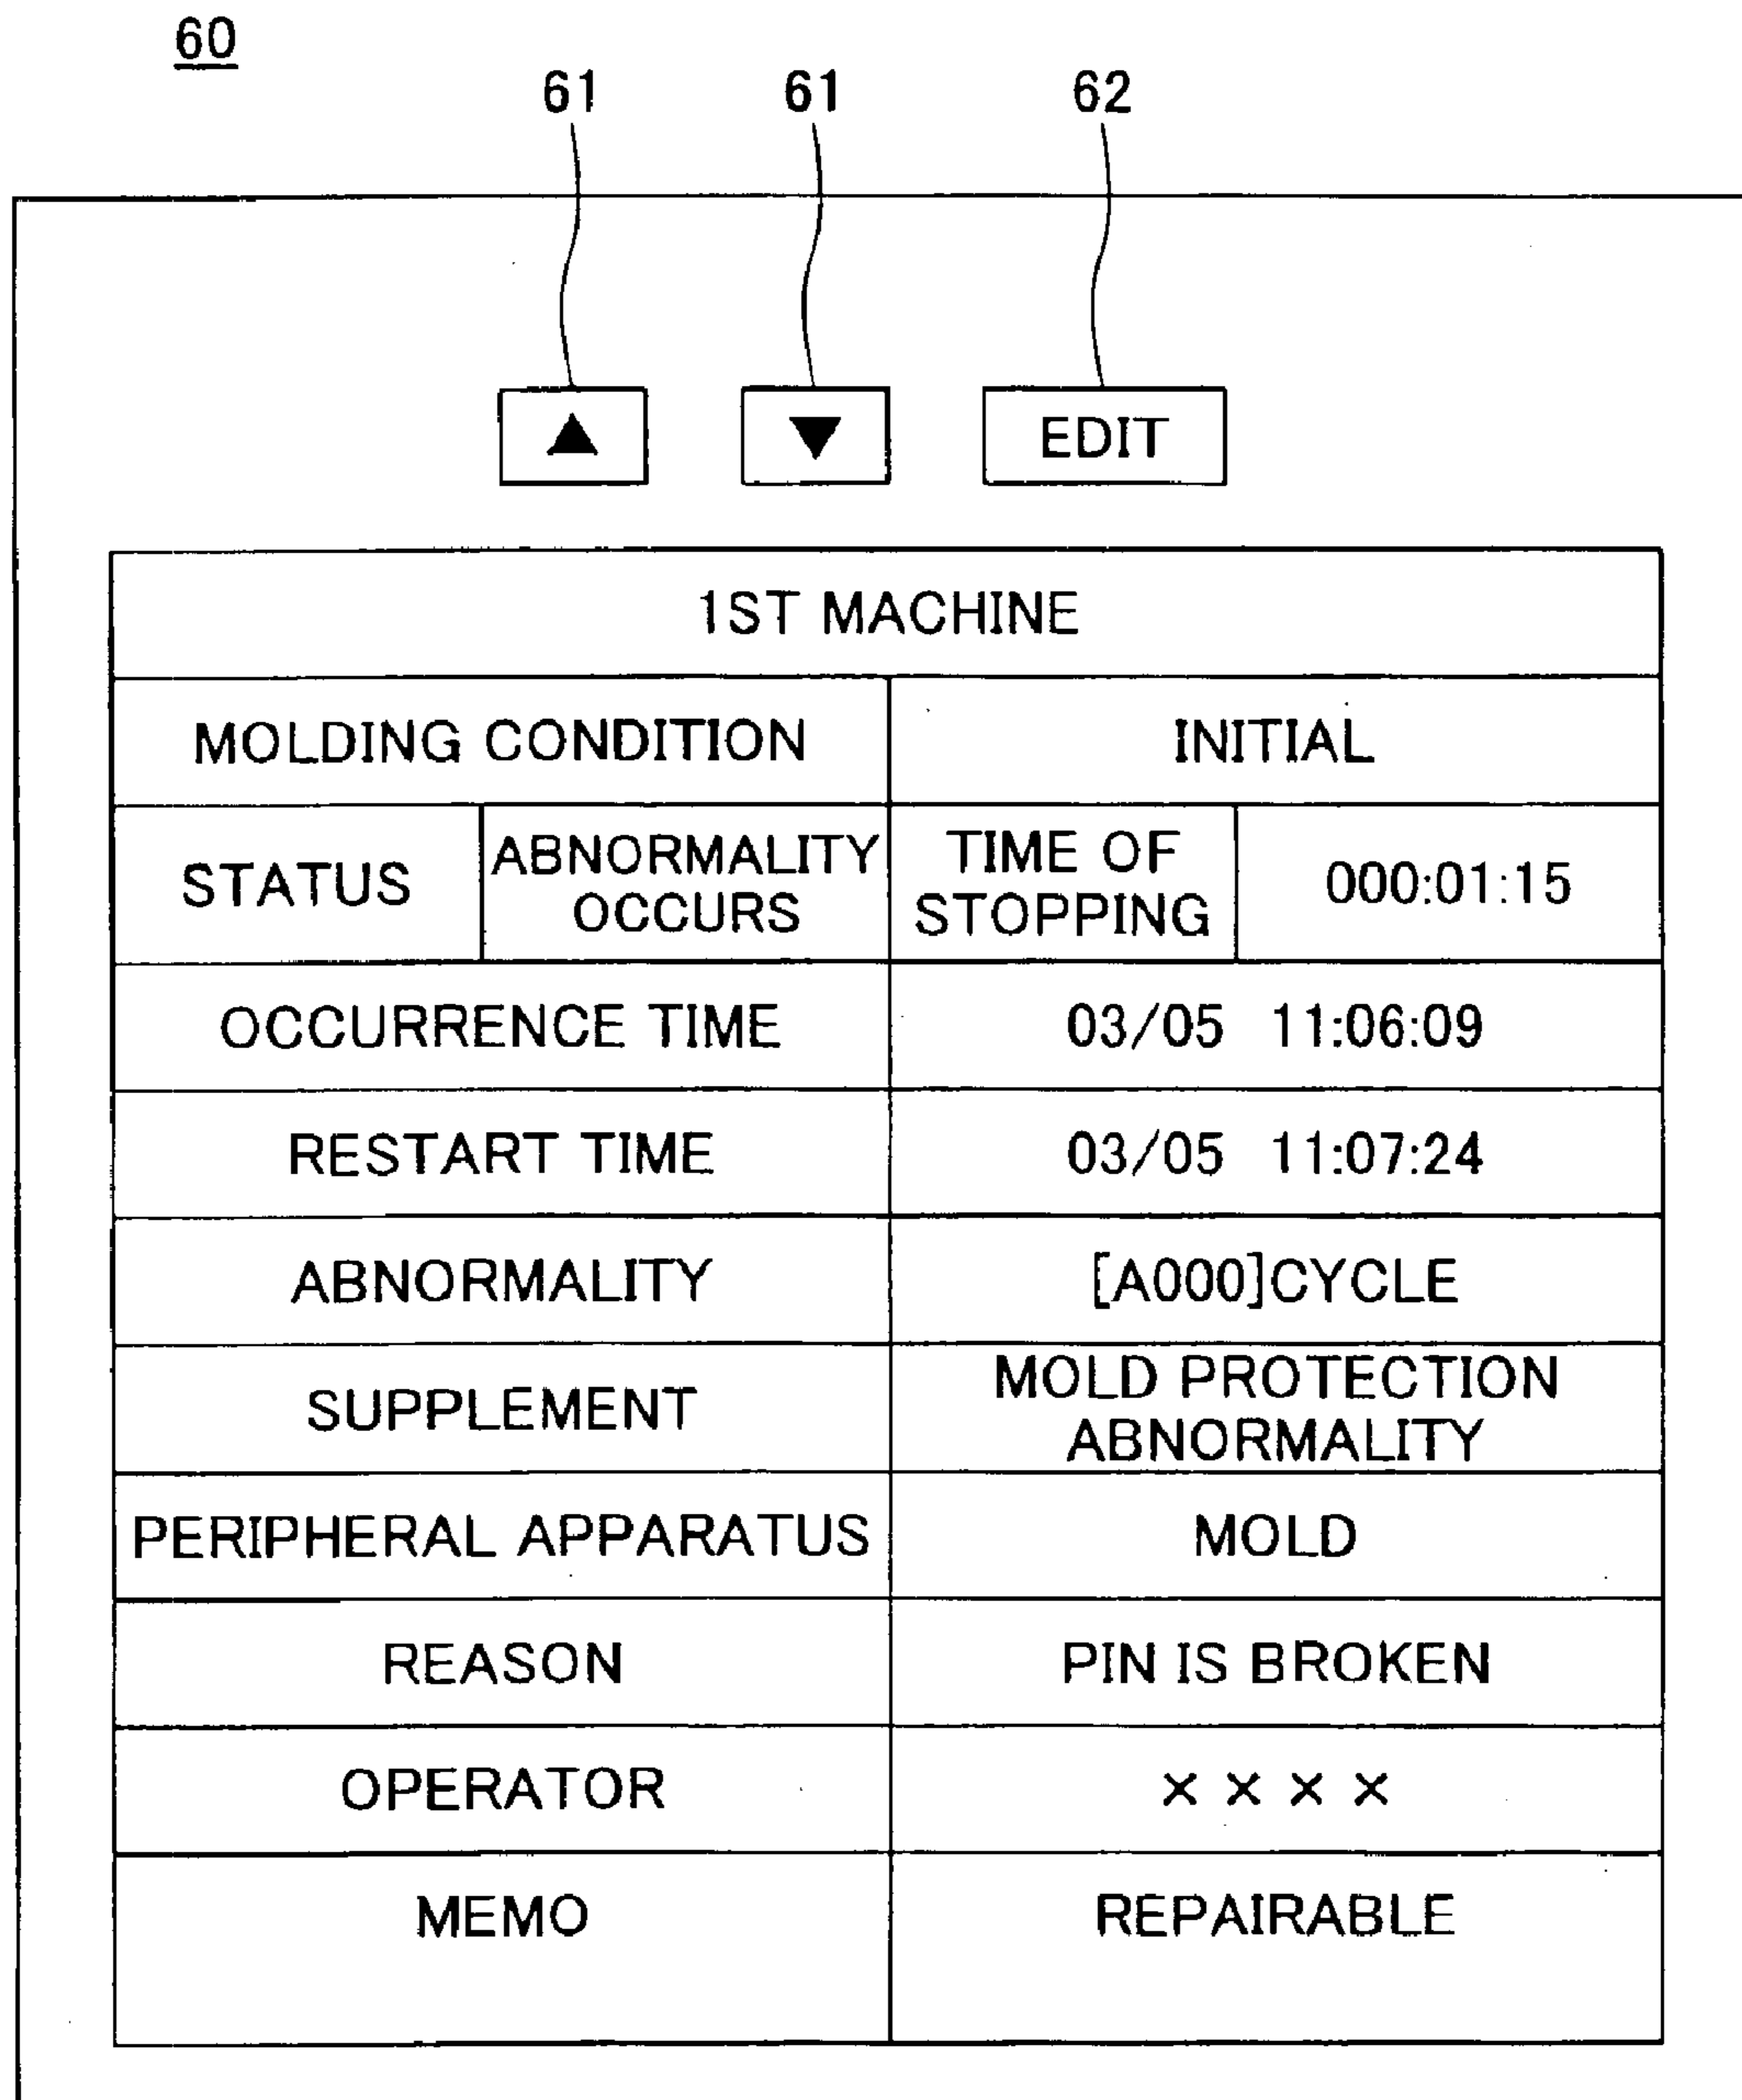 60
61 61 62
▲ ▼ EDIT
1ST MACHINE
MOLDING CONDITION INITIAL
STATUS ABNORMALITY OCCURS TIME OF STOPPING 000:01:15
OCCURRENCE TIME 03/05 11:06:09
RESTART TIME 03/05 11:07:24
ABNORMALITY [A000]CYCLE
SUPPLEMENT MOLD PROTECTION ABNORMALITY
PERIPHERAL APPARATUS MOLD
REASON PIN IS BROKEN
OPERATOR × × × ×
MEMO REPAIRABLE